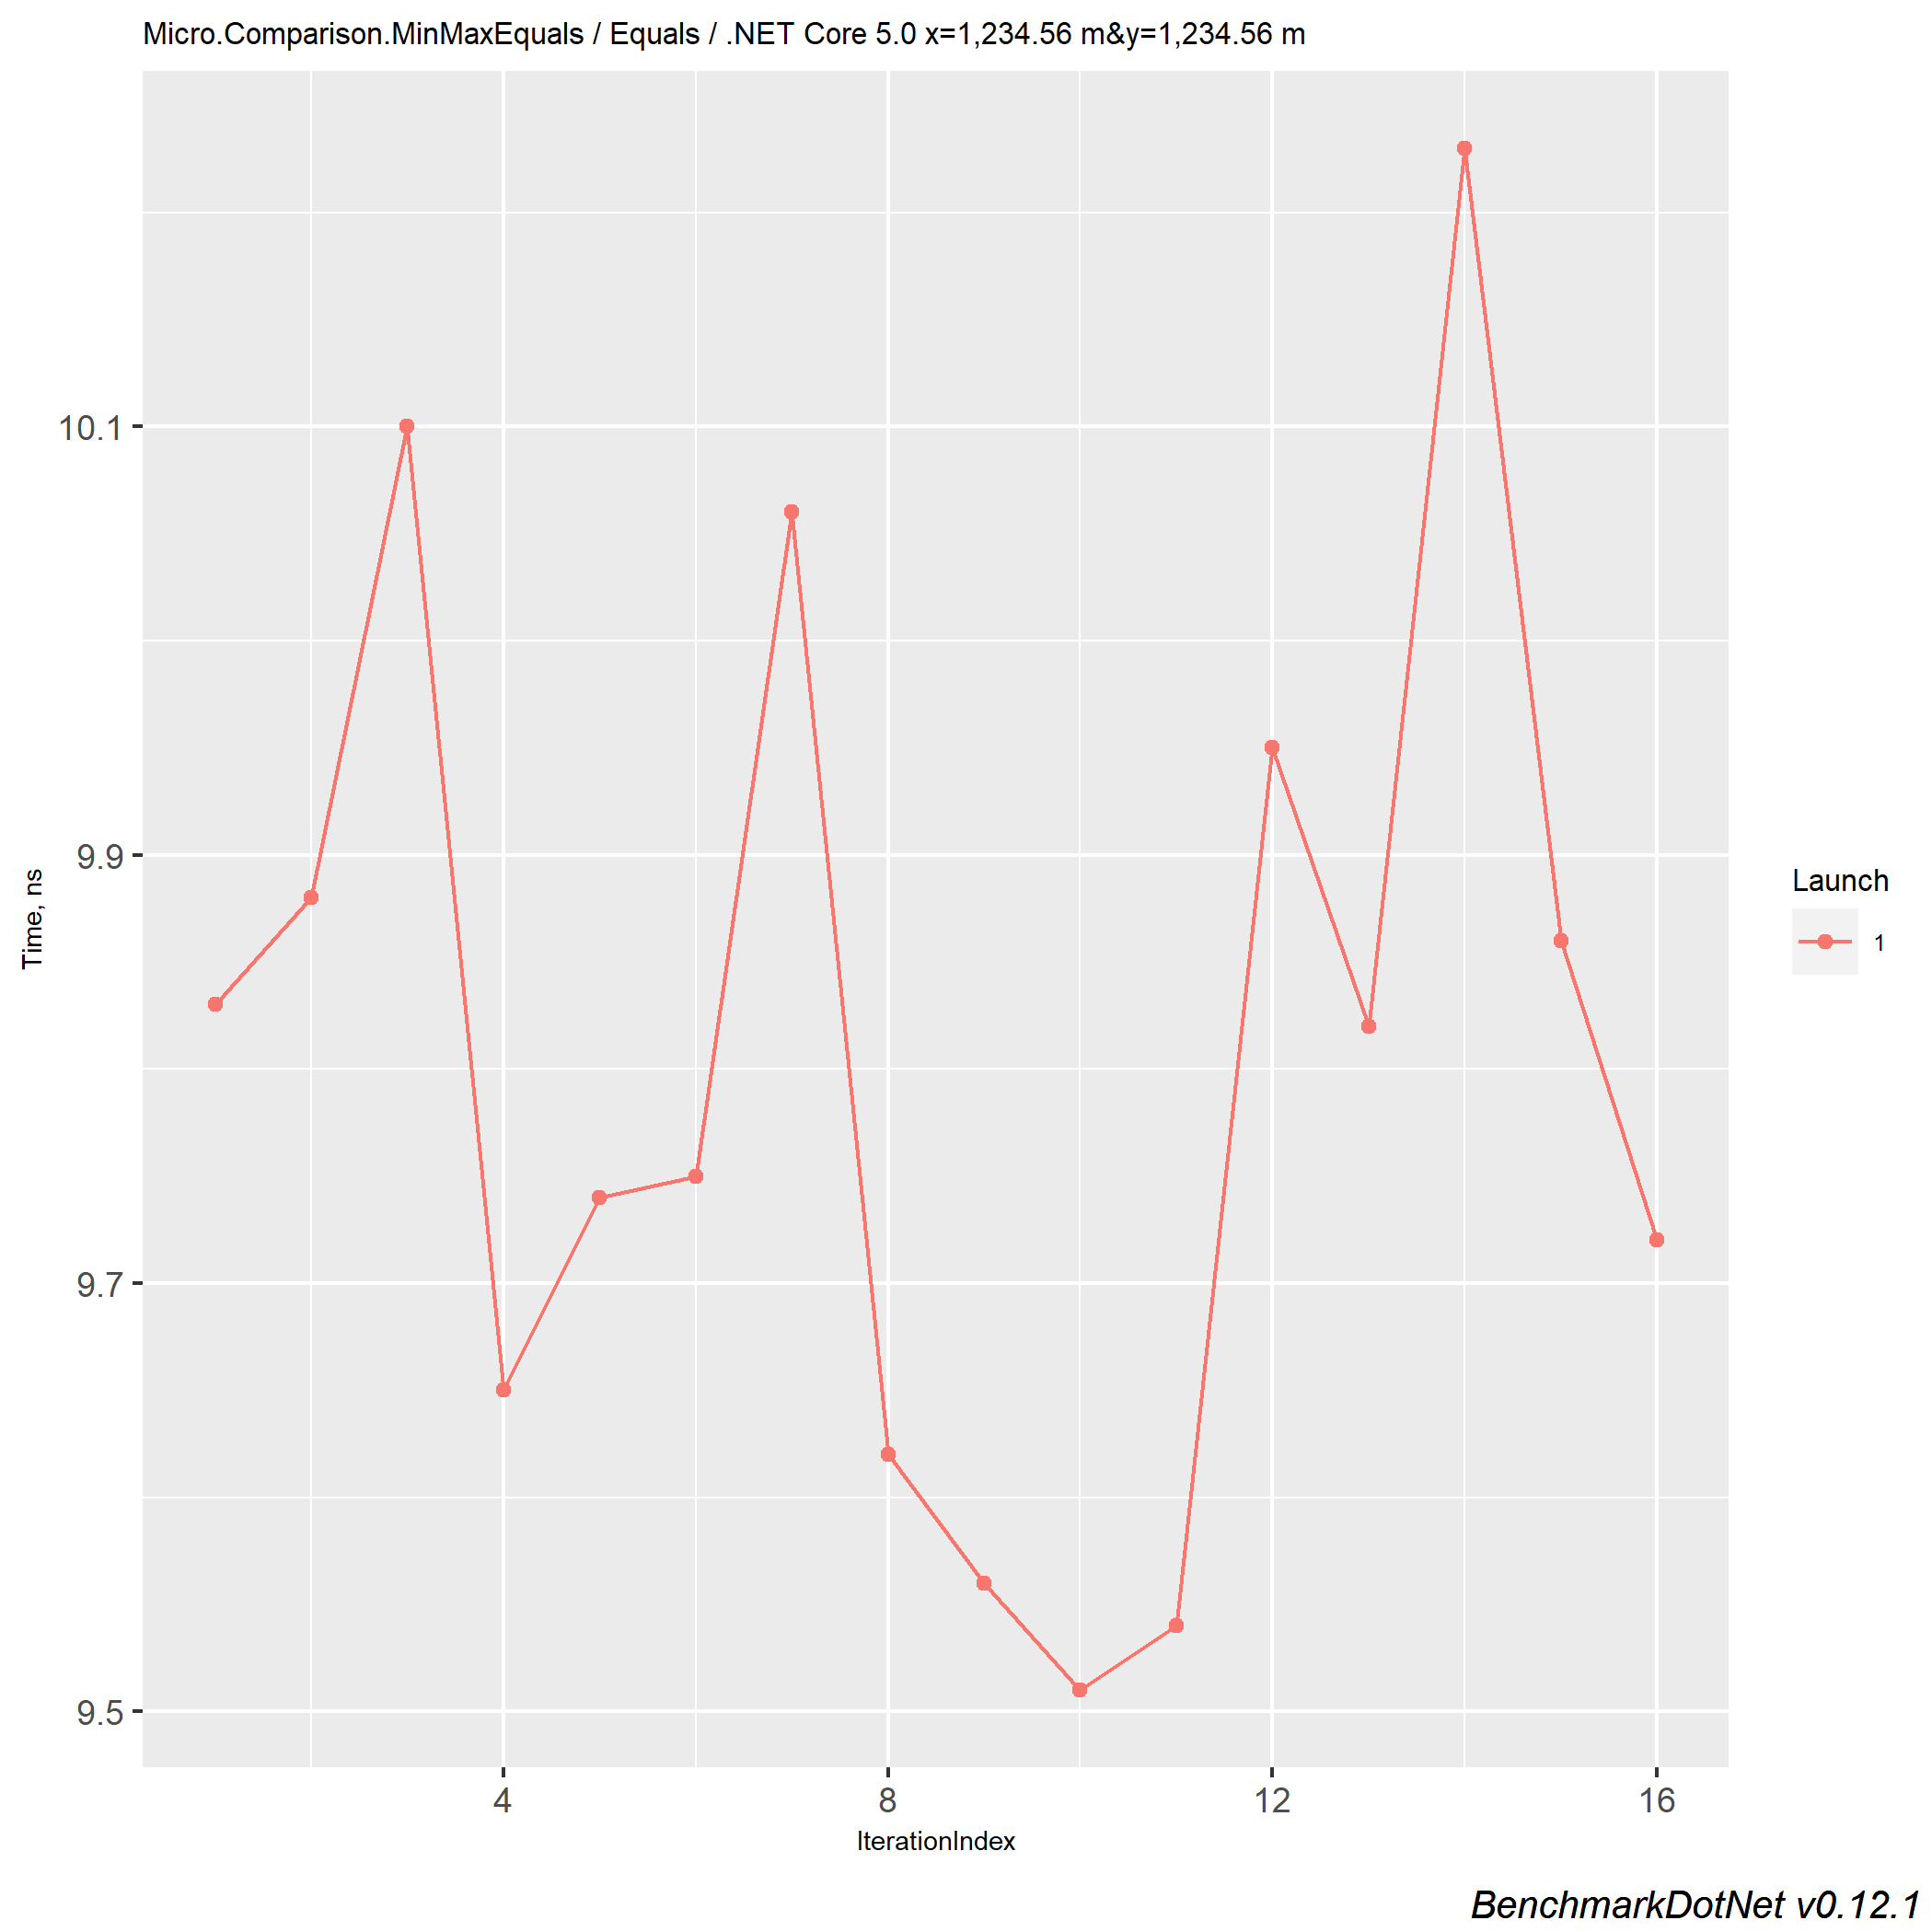 Micro.Comparison.MinMaxEquals / Equals / .NET Core 5.0 x=1,234.56 m&y=1,234.56 m
10.1
9.9
9.7
9.5
Time, ns
4
8
12
16
IterationIndex
Launch
1
BenchmarkDotNet v0.12.1